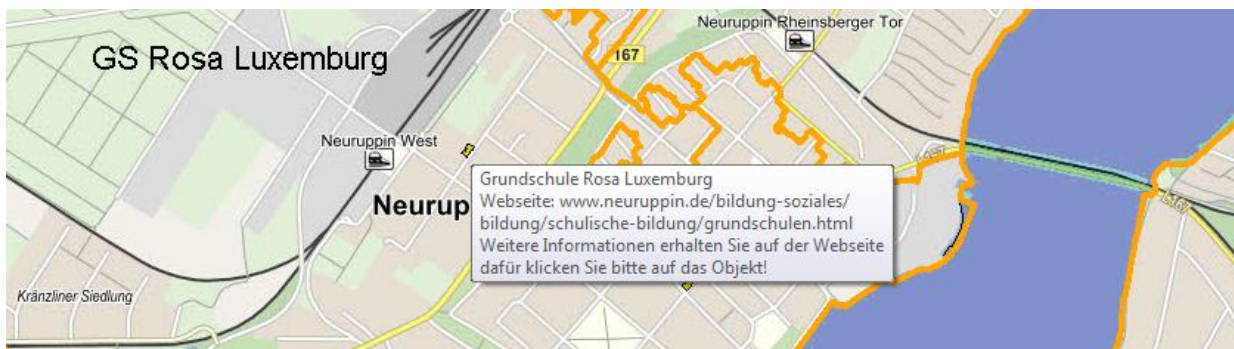 Neuruppin Rheinsberger Tor
GS Rosa Luxemburg
167
Neuruppin West
Grundschule Rosa Luxemburg
Webseite: www.neuruppin.de/bildung-soziales/
bildung/schulische-bildung/grundschulen.html
Weitere Informationen erhalten Sie auf der Webseite
dafür klicken Sie bitte auf das Objekt!
Neurup
L167
Kränzliner Siedlung